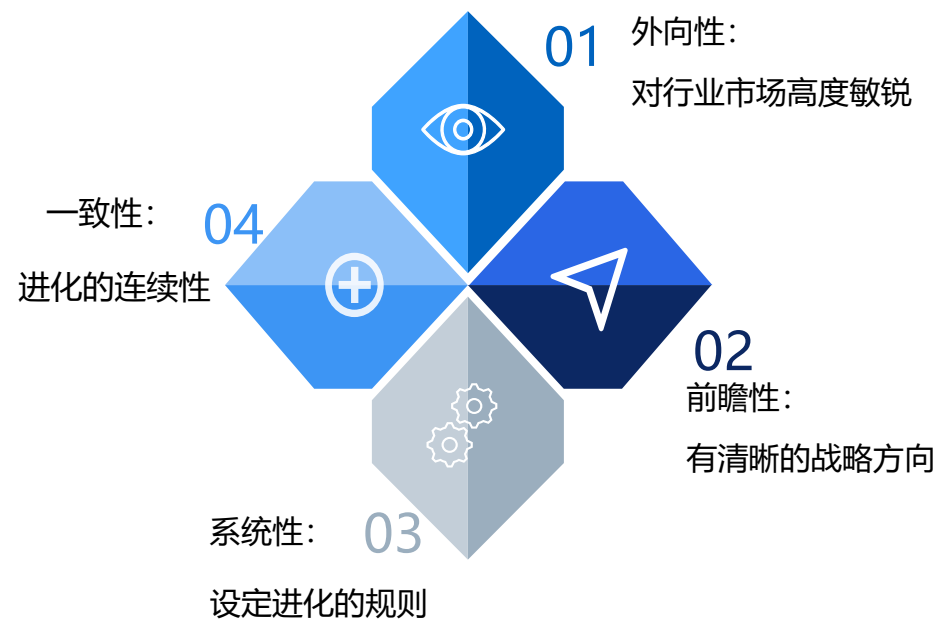 01
外向性：
对行业市场高度敏锐
02
前瞻性：
有清晰的战略方向
03
系统性：
设定进化的规则
04
一致性：
进化的连续性